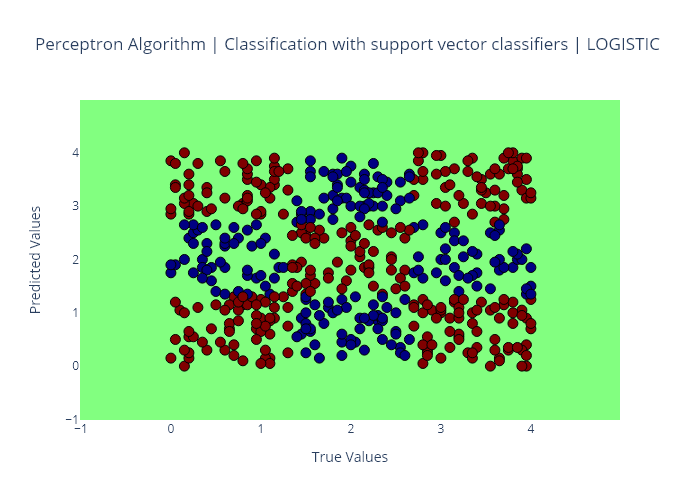 Perceptron Algorithm | Classification with support vector classifiers | LOGISTIC
4
3
2
1
0
−1
Predicted Values
−1 0 1 2 3 4
True Values